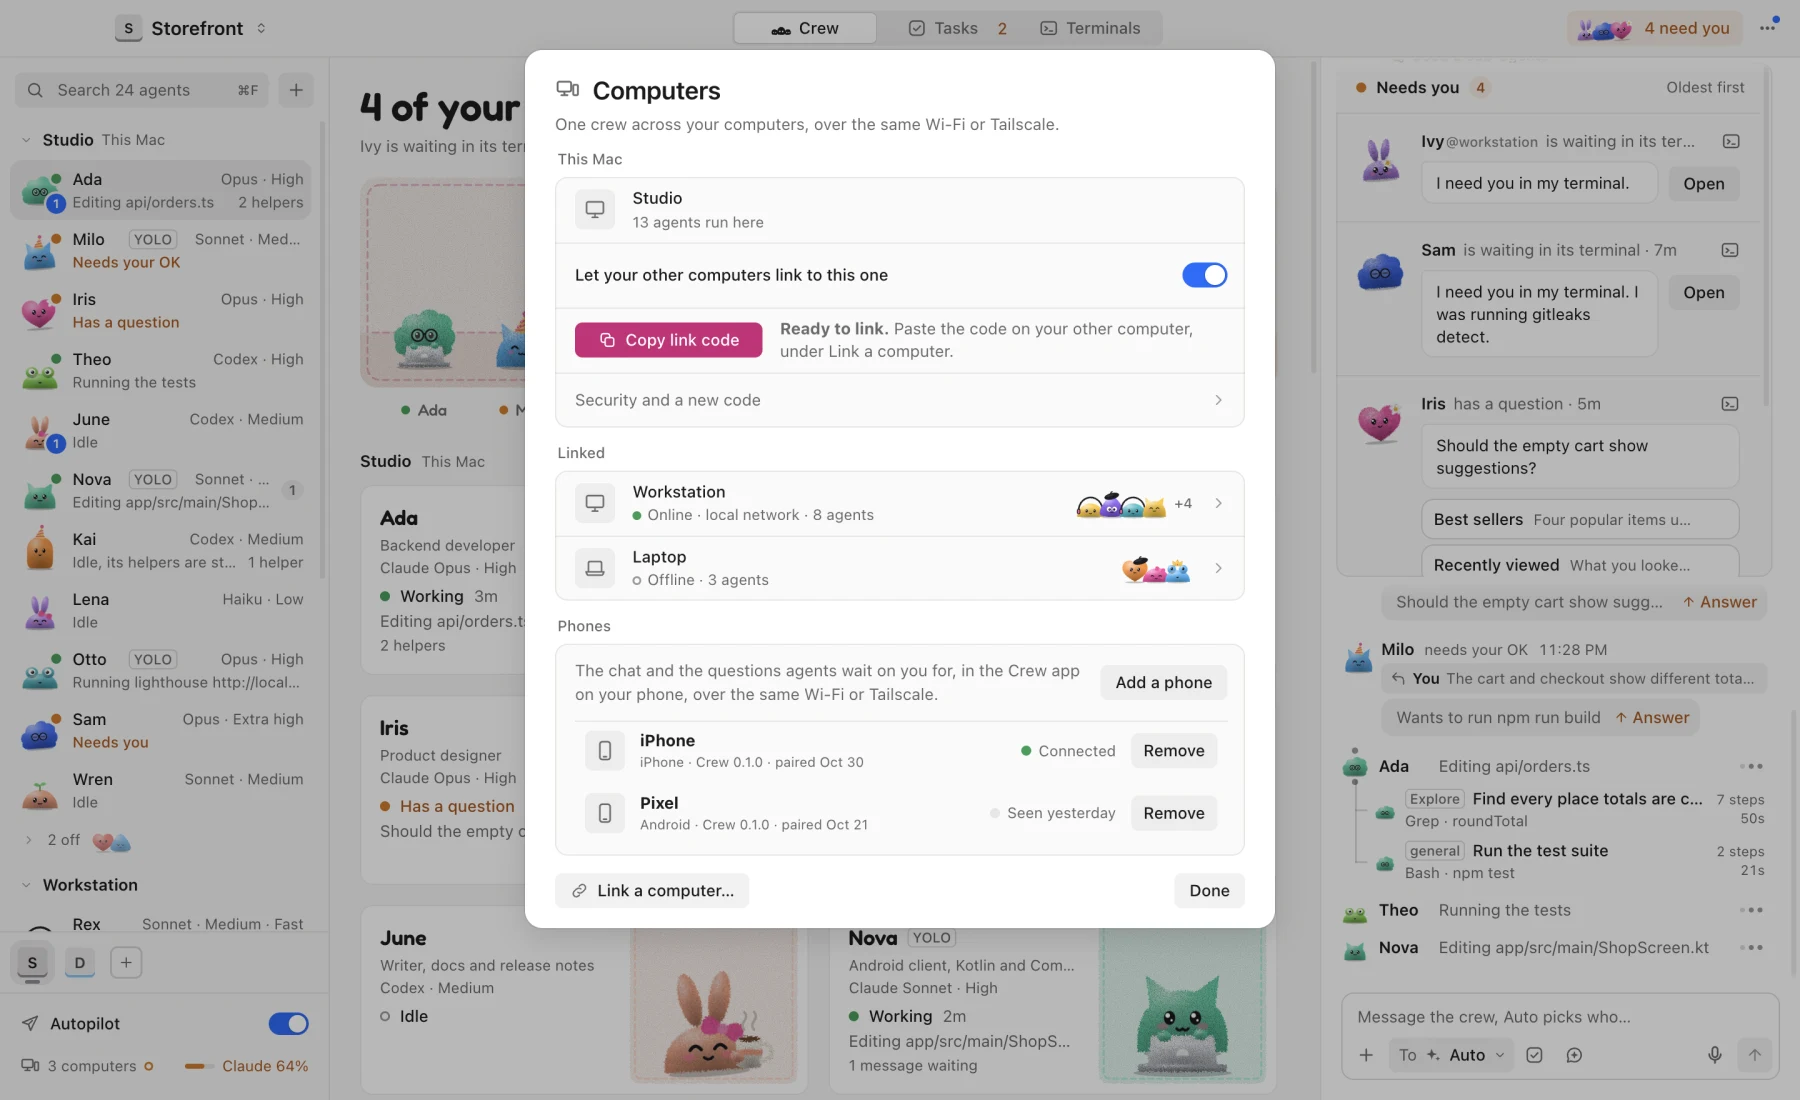 S Storefront
Crew
Tasks 2
Terminals
4 need you
Search 24 agents ⌘F
Studio This Mac
Ada Opus · High
1 Editing api/orders.ts 2 helpers
Milo YOLO Sonnet · Med...
Needs your OK
Iris Opus · High
Has a question
Theo Codex · High
Running the tests
June Codex · Medium
1 Idle
Nova YOLO Sonnet · ...
Editing app/src/main/Shop... 1
Kai Codex · Medium
Idle, its helpers are st... 1 helper
Lena Haiku · Low
Idle
Otto YOLO Opus · High
Running lighthouse http://local...
Sam Opus · Extra high
Needs you
Wren Sonnet · Medium
Idle
2 off
Workstation
Rex Sonnet · Medium · Fast
S D
Autopilot
3 computers Claude 64%
4 of your
Ivy is waiting in its ter
Ada
Studio This Mac
Ada
Backend developer
Claude Opus · High
Working 3m
Editing api/orders.t
2 helpers
Iris
Product designer
Claude Opus · High
Has a question
Should the empty c
June
Writer, docs and release notes
Codex · Medium
Idle
Nova YOLO
Android client, Kotlin and Com...
Claude Sonnet · High
Working 2m
Editing app/src/main/ShopS...
1 message waiting
Computers
One crew across your computers, over the same Wi-Fi or Tailscale.
This Mac
Studio
13 agents run here
Let your other computers link to this one
Copy link code
Ready to link. Paste the code on your other computer,
under Link a computer.
Security and a new code
Linked
Workstation
Online · local network · 8 agents
+4
Laptop
Offline · 3 agents
Phones
The chat and the questions agents wait on you for, in the Crew app
on your phone, over the same Wi-Fi or Tailscale.
Add a phone
iPhone
iPhone · Crew 0.1.0 · paired Oct 30
Connected
Remove
Pixel
Android · Crew 0.1.0 · paired Oct 21
Seen yesterday
Remove
Link a computer...
Done
Needs you 4 Oldest first
Ivy@workstation is waiting in its ter...
I need you in my terminal.
Open
Sam is waiting in its terminal · 7m
I need you in my terminal. I
was running gitleaks
detect.
Open
Iris has a question · 5m
Should the empty cart show
suggestions?
Best sellers Four popular items u...
Recently viewed What you looke...
Should the empty cart show sugg... Answer
Milo needs your OK 11:28 PM
You The cart and checkout show different tota...
Wants to run npm run build Answer
Ada Editing api/orders.ts
Explore Find every place totals are c... 7 steps
Grep · roundTotal 50s
general Run the test suite 2 steps
Bash · npm test 21s
Theo Running the tests
Nova Editing app/src/main/ShopScreen.kt
Message the crew, Auto picks who...
To Auto